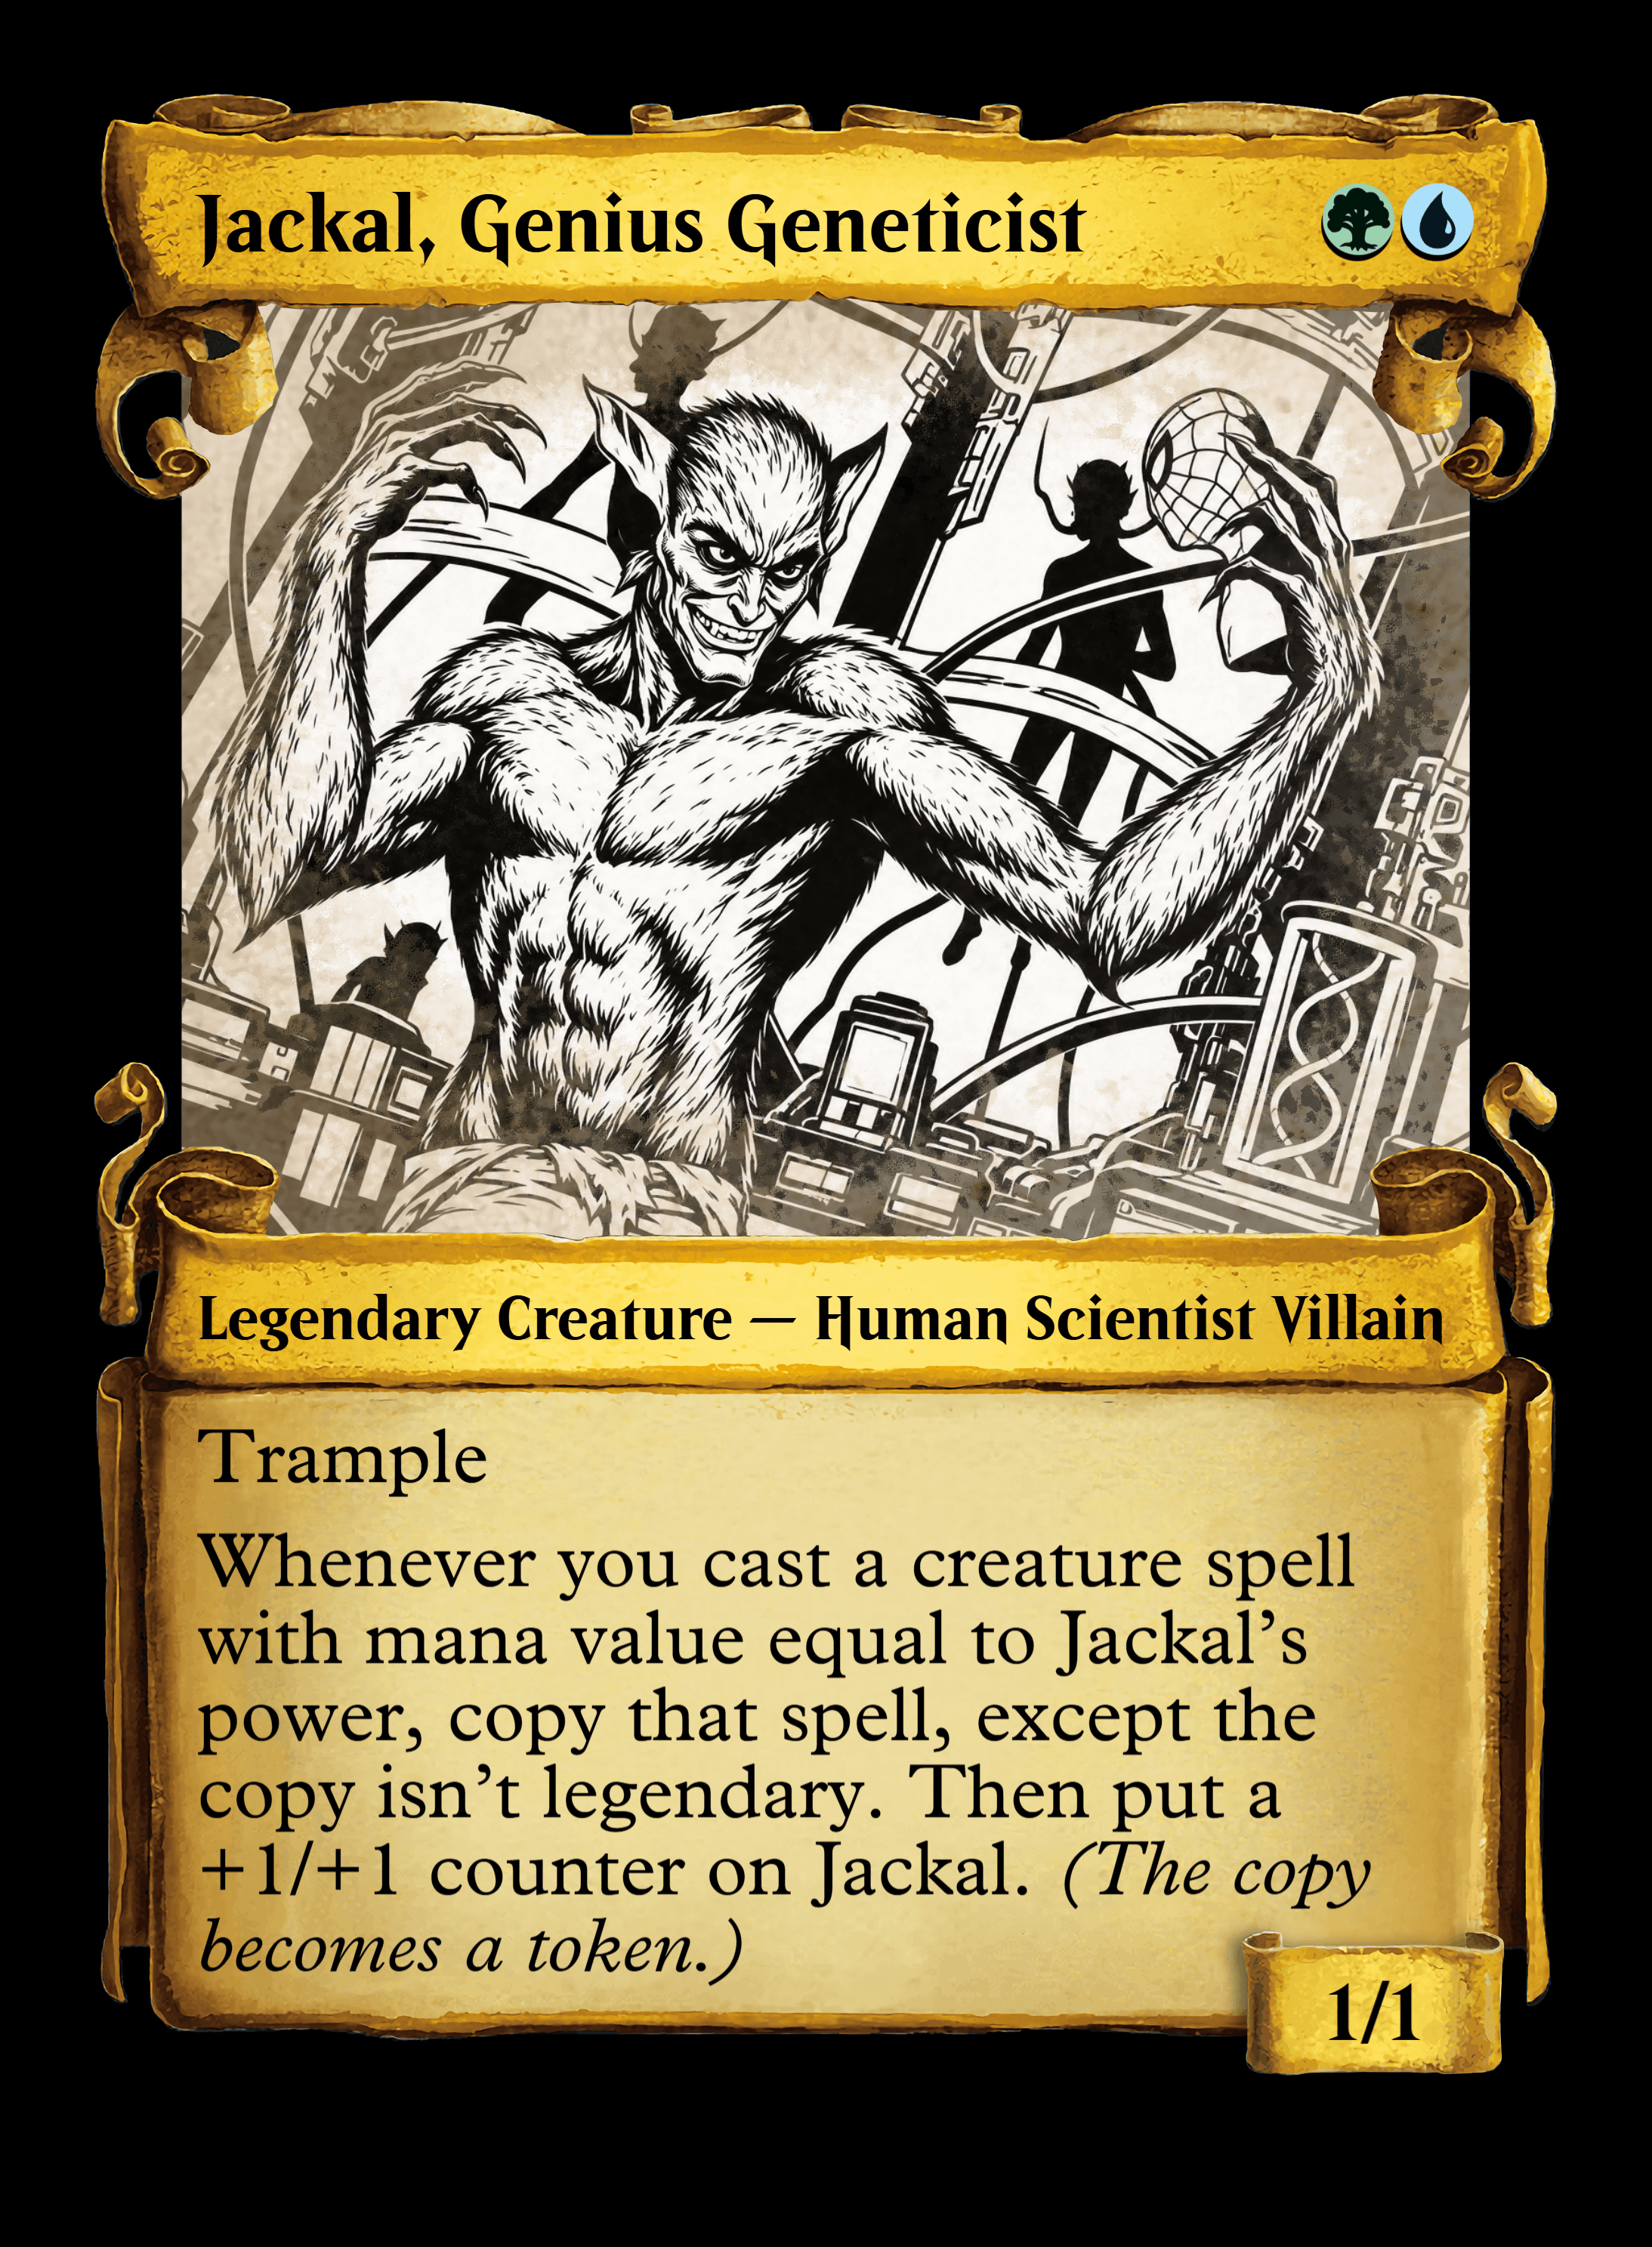 Jackal, Genius Geneticist
Legendary Creature — Human Scientist Villain
Trample
Whenever you cast a creature spell
with mana value equal to Jackal’s
power, copy that spell, except the
copy isn’t legendary. Then put a
+1/+1 counter on Jackal. (The copy
becomes a token.)
1/1